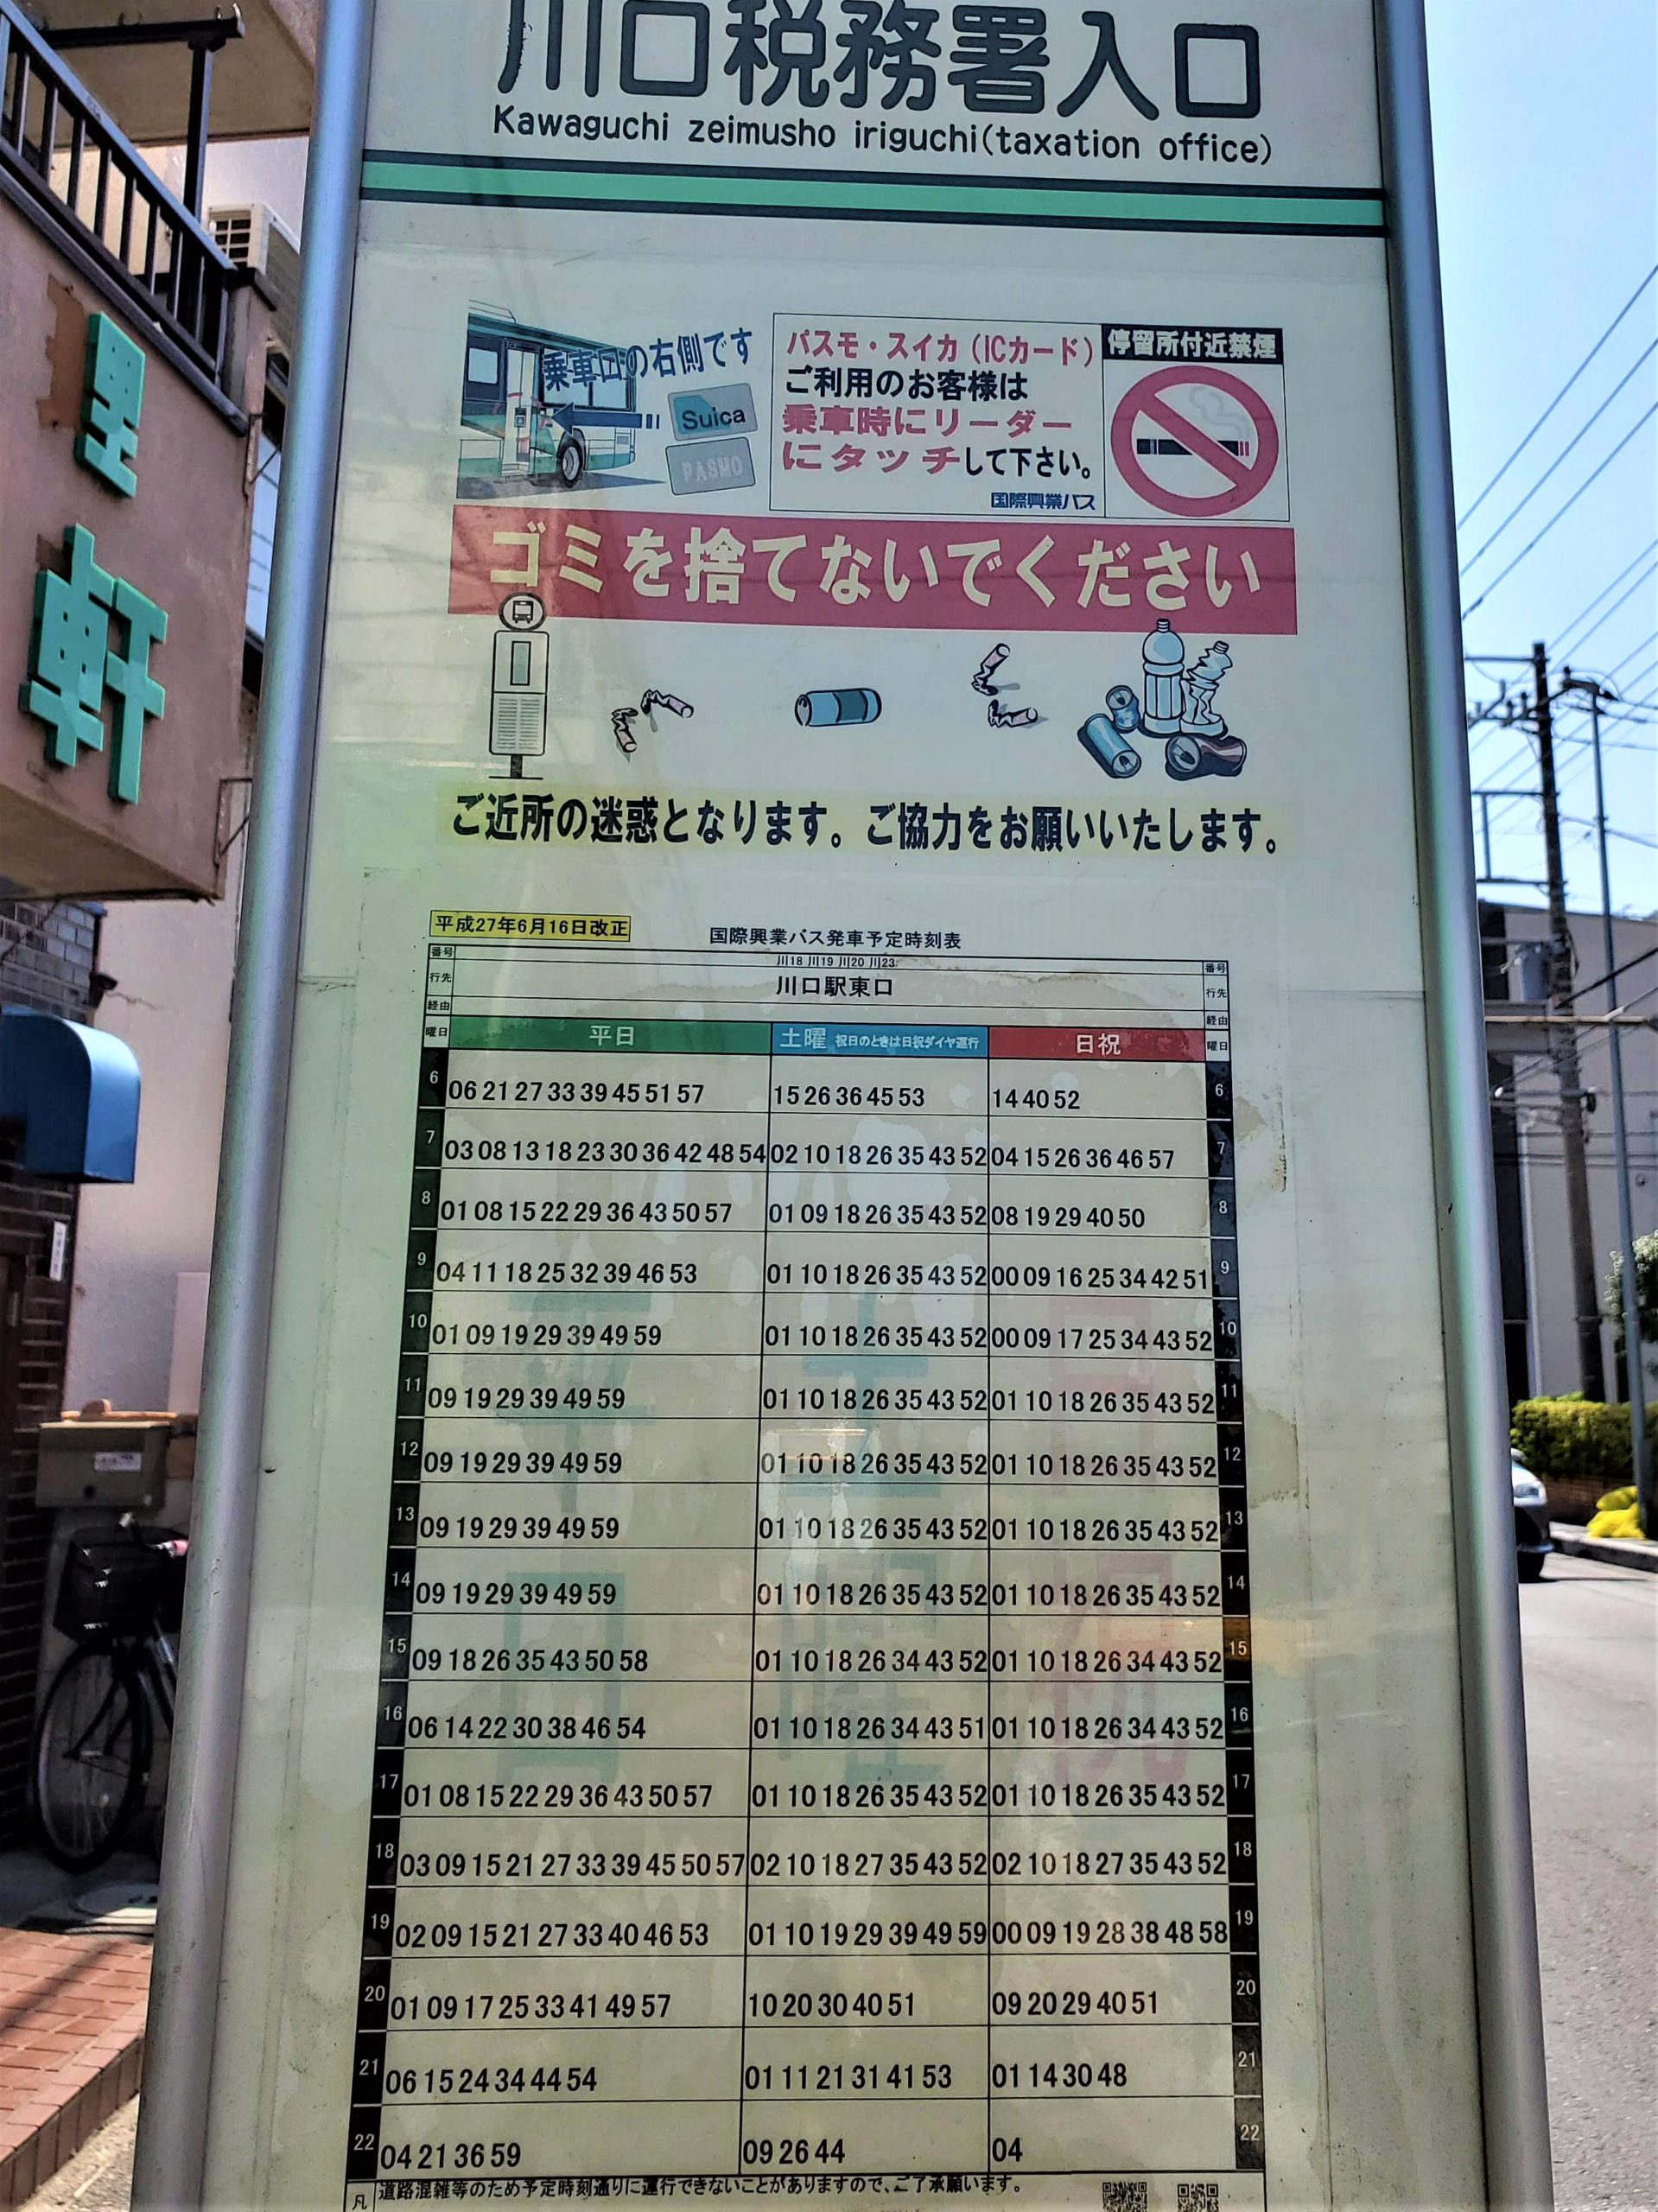 川口税務署入口
Kawaguchi zeimusho iriguchi(taxation office)
乗車口の右側です
Suica
PASMO
パスモ・スイカ(ICカード)
ご利用のお客様は
乗車時にリーダー
にタッチして下さい。
国際興業バス
停留所付近禁煙
ゴミを捨てないでください
ご近所の迷惑となります。ご協力をお願いいたします。
里
軒
平成27年6月16日改正
国際興業バス発車予定時刻表
番号 川18 川19 川20 川23 番号
行先 川口駅東口 行先
経由 経由
曜日 平日 土曜 祝日のときは日祝ダイヤ運行 日祝 曜日
6 06 21 27 33 39 45 51 57 15 26 36 45 53 14 40 52 6
7 03 08 13 18 23 30 36 42 48 54 02 10 18 26 35 43 52 04 15 26 36 46 57 7
8 01 08 15 22 29 36 43 50 57 01 09 18 26 35 43 52 08 19 29 40 50 8
9 04 11 18 25 32 39 46 53 01 10 18 26 35 43 52 00 09 16 25 34 42 51 9
10 01 09 19 29 39 49 59 01 10 18 26 35 43 52 00 09 17 25 34 43 52 10
11 09 19 29 39 49 59 01 10 18 26 35 43 52 01 10 18 26 35 43 52 11
12 09 19 29 39 49 59 01 10 18 26 35 43 52 01 10 18 26 35 43 52 12
13 09 19 29 39 49 59 01 10 18 26 35 43 52 01 10 18 26 35 43 52 13
14 09 19 29 39 49 59 01 10 18 26 35 43 52 01 10 18 26 35 43 52 14
15 09 18 26 35 43 50 58 01 10 18 26 34 43 52 01 10 18 26 34 43 52 15
16 06 14 22 30 38 46 54 01 10 18 26 34 43 51 01 10 18 26 34 43 52 16
17 01 08 15 22 29 36 43 50 57 01 10 18 26 35 43 52 01 10 18 26 35 43 52 17
18 03 09 15 21 27 33 39 45 50 57 02 10 18 27 35 43 52 02 10 18 27 35 43 52 18
19 02 09 15 21 27 33 40 46 53 01 10 19 29 39 49 59 00 09 19 28 38 48 58 19
20 01 09 17 25 33 41 49 57 10 20 30 40 51 09 20 29 40 51 20
21 06 15 24 34 44 54 01 11 21 31 41 53 01 14 30 48 21
22 04 21 36 59 09 26 44 04 22
凡 道路混雑等のため予定時刻通りに運行できないことがありますので、ご了承願います。